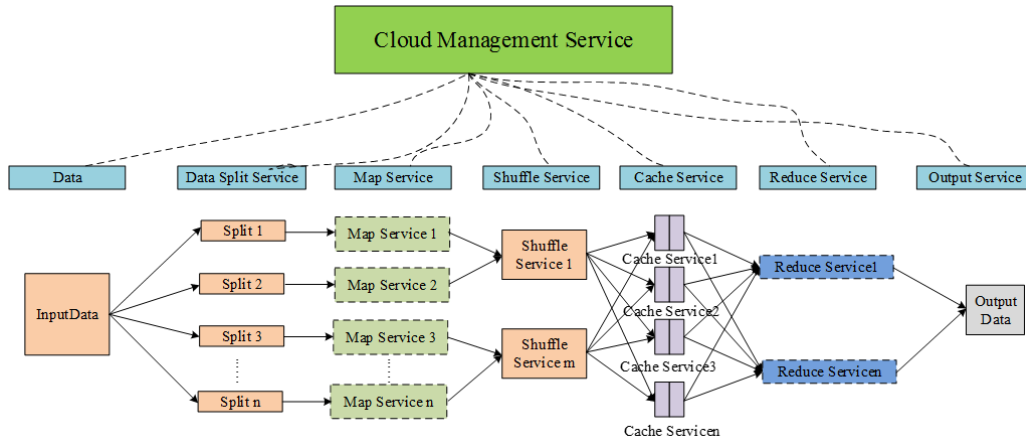 Cloud Management Service
Data
Data Split Service
Map Service
Shuffle Service
Cache Service
Reduce Service
Output Service
InputData
Split 1
Split 2
Split 3
Split n
Map Service 1
Map Service 2
Map Service 3
Map Service n
Shuffle
Service 1
Shuffle
Service m
Cache Service1
Cache Service2
Cache Service3
Cache Servicen
Reduce Service1
Reduce Servicen
Output
Data